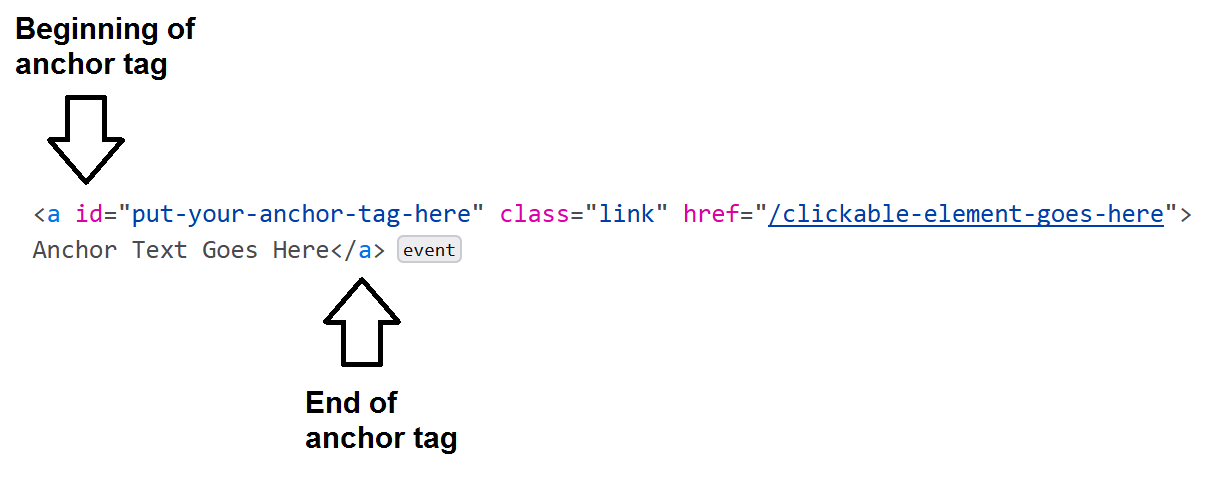 Beginning of
anchor tag
<a id="put-your-anchor-tag-here" class="link" href="/clickable-element-goes-here">
Anchor Text Goes Here</a> event
End of
anchor tag